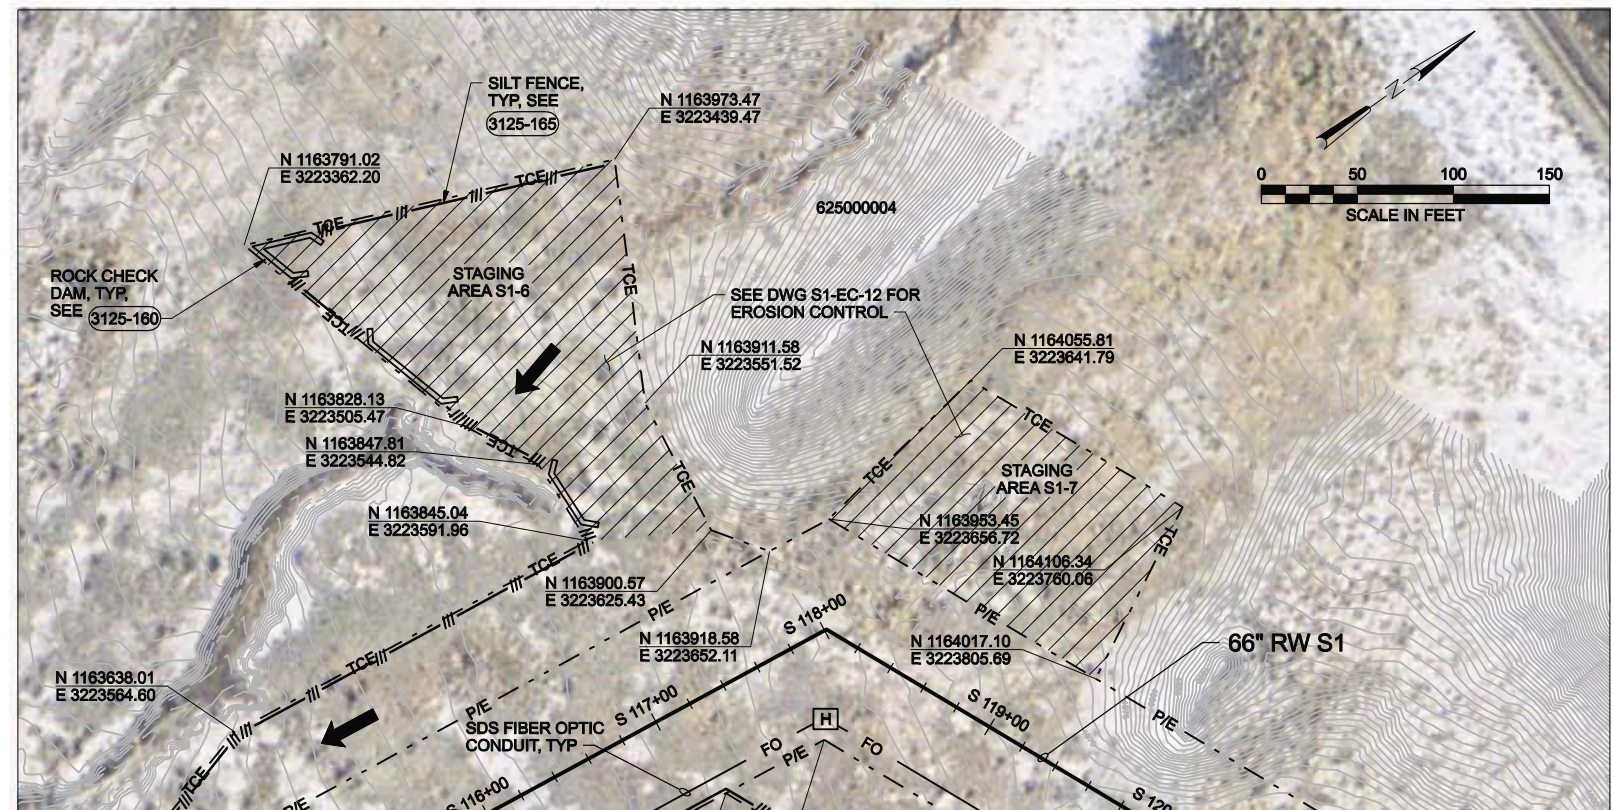 SILT FENCE,
TYP, SEE
3125-165
N 1163973.47
E 3223439.47
N
0 50 100 150
SCALE IN FEET
N 1163791.02
E 3223362.20
TCE
TCE
625000004
ROCK CHECK
DAM, TYP,
SEE 3125-160
STAGING
AREA S1-6
TCE
SEE DWG S1-EC-12 FOR
EROSION CONTROL
TCE
N 1163911.58
E 3223551.52
N 1164055.81
E 3223641.79
N 1163828.13
E 3223505.47
TCE
N 1163847.81
E 3223544.82
TCE
TCE
TCE
STAGING
AREA S1-7
N 1163845.04
E 3223591.96
N 1163953.45
E 3223656.72
TCE
TCE
N 1164106.34
E 3223760.06
N 1163900.57
E 3223625.43
P/E
P/E
S 118+00
N 1163918.58
E 3223652.11
N 1164017.10
E 3223805.69
66" RW S1
TCE
N 1163638.01
E 3223564.60
P/E
S 117+00
S 119+00
P/E
SDS FIBER OPTIC
CONDUIT, TYP
H
FO
P/E
FO
TCE
P/E
S 116+00
S 120